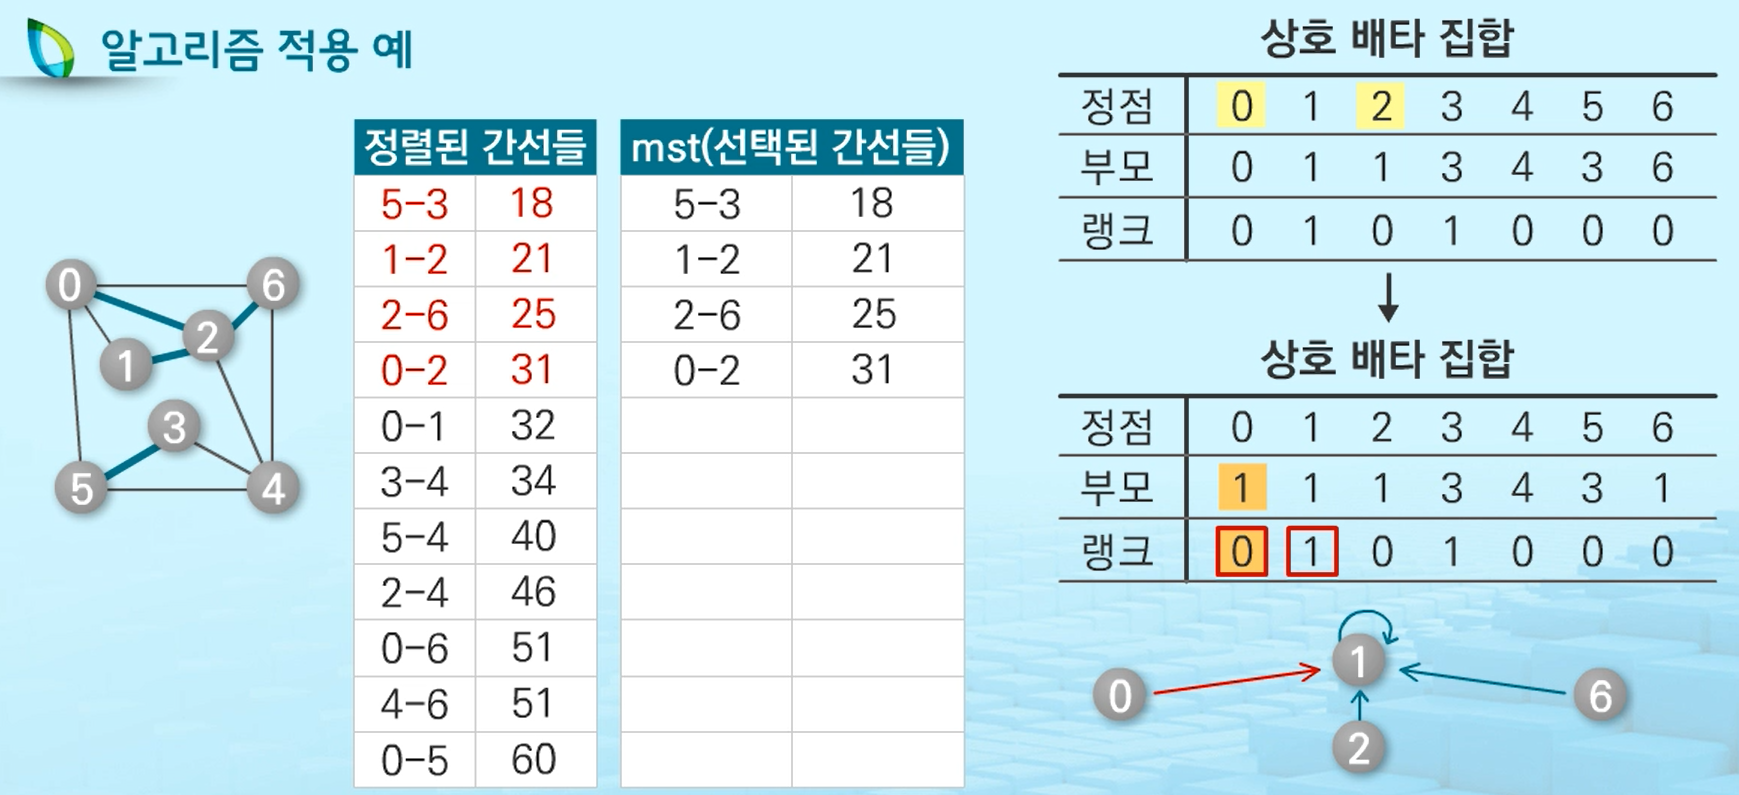 알고리즘 적용 예
0 6 2 1 3 5 4
정렬된 간선들
5-3 18
1-2 21
2-6 25
0-2 31
0-1 32
3-4 34
5-4 40
2-4 46
0-6 51
4-6 51
0-5 60
mst(선택된 간선들)
5-3 18
1-2 21
2-6 25
0-2 31
상호 배타 집합
정점 0 1 2 3 4 5 6
부모 0 1 1 3 4 3 6
랭크 0 1 0 1 0 0 0
상호 배타 집합
정점 0 1 2 3 4 5 6
부모 1 1 1 3 4 3 1
랭크 0 1 0 1 0 0 0
1
0 6
2